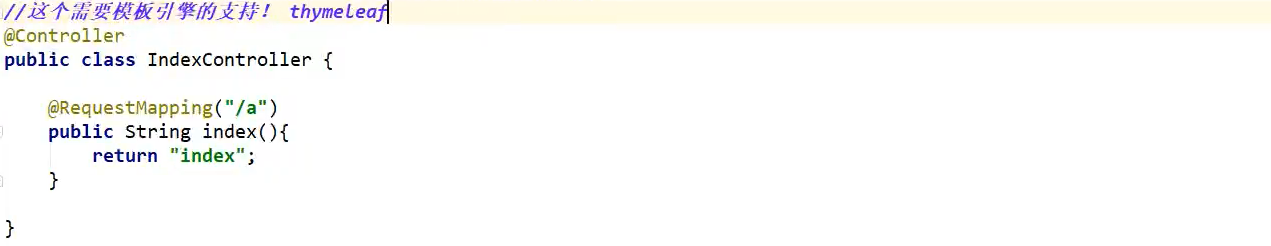 //这个需要模板引擎的支持！ thymeleaf
@Controller
public class IndexController {
@RequestMapping("/a")
public String index(){
return "index";
}
}